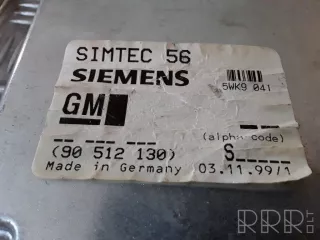 SIMTEC 56
SIEMENS
5WK9 041
GM
(alpha code)
(90 512 130) S
Made in Germany 03.11.99/1
RRR